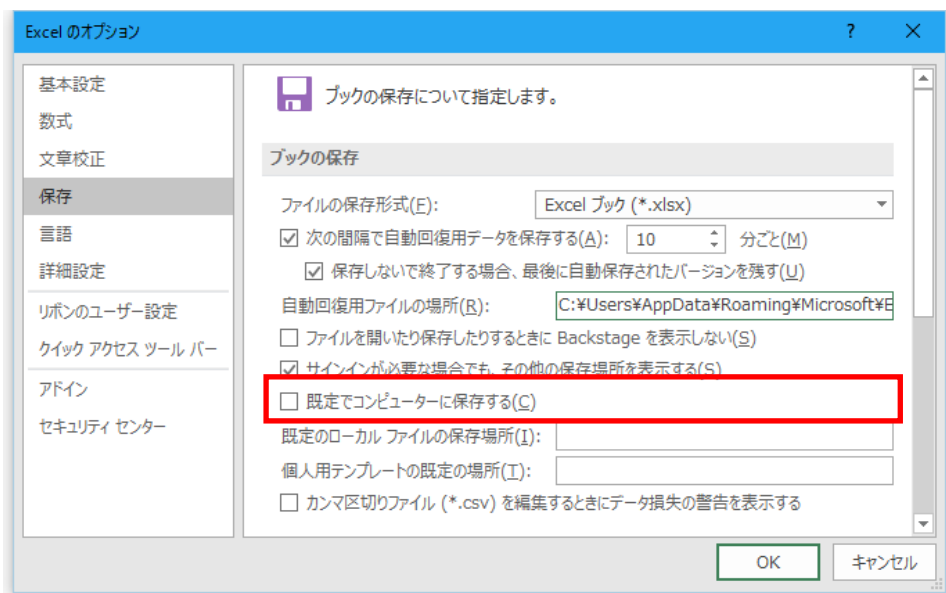 Excel のオプション ?
基本設定
数式
文章校正
保存
言語
詳細設定
リボンのユーザー設定
クイック アクセス ツール バー
アドイン
セキュリティ センター
ブックの保存について指定します。
ブックの保存
ファイルの保存形式(F): Excel ブック (*.xlsx)
次の間隔で自動回復用データを保存する(A): 10 分ごと(M)
保存しないで終了する場合、最後に自動保存されたバージョンを残す(U)
自動回復用ファイルの場所(R): C:¥Users¥AppData¥Roaming¥Microsoft¥E
ファイルを開いたり保存したりするときに Backstage を表示しない(S)
サインインが必要な場合でも、その他の保存場所を表示する(S)
既定でコンピューターに保存する(C)
既定のローカル ファイルの保存場所(I):
個人用テンプレートの既定の場所(T):
カンマ区切りファイル (*.csv) を編集するときにデータ損失の警告を表示する
OK キャンセル